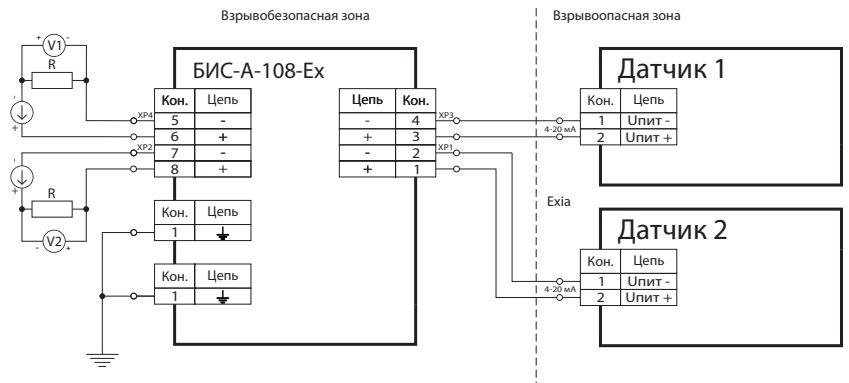 Взрывобезопасная зона
Взрывоопасная зона
+ V1 -
R
- +
БИС-А-108-Ex
Кон. Цепь
XP4 5 -
6 +
XP2 7 -
8 +
Цепь Кон.
- 4 XP3
+ 3
- 2 XP1
+ 1
4-20 мА
Датчик 1
Кон. Цепь
1 Uпит -
2 Uпит +
- +
R
- V2 +
Кон. Цепь
1
Кон. Цепь
1
Exia
Датчик 2
Кон. Цепь
4-20 мА
1 Uпит -
2 Uпит +